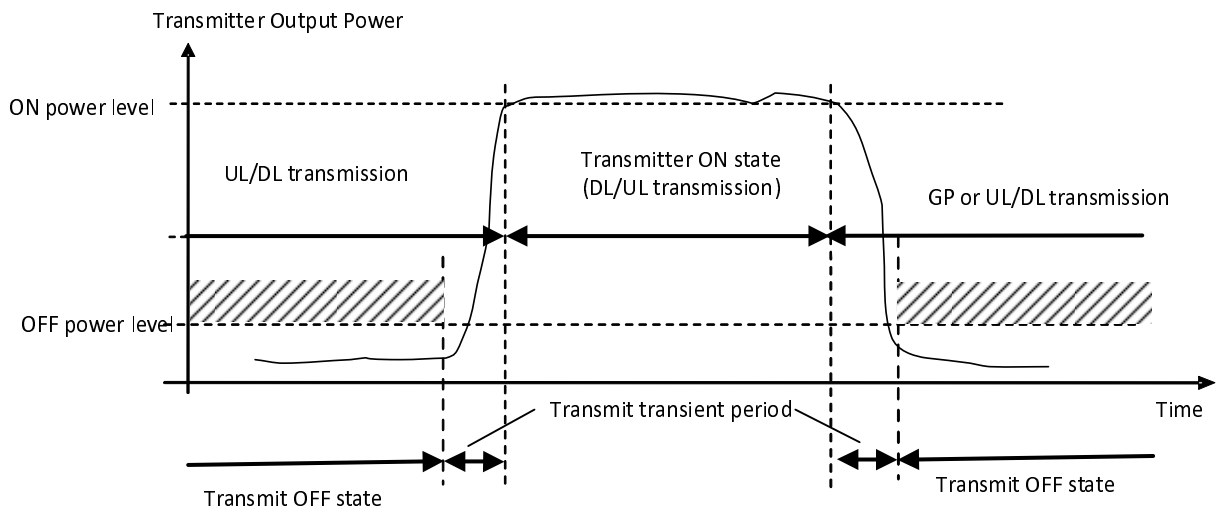 Transmitter Output Power
ON power level
UL/DL transmission
Transmitter ON state
(DL/UL transmission)
GP or UL/DL transmission
OFF power level
Transmit transient period
Time
Transmit OFF state
Transmit OFF state